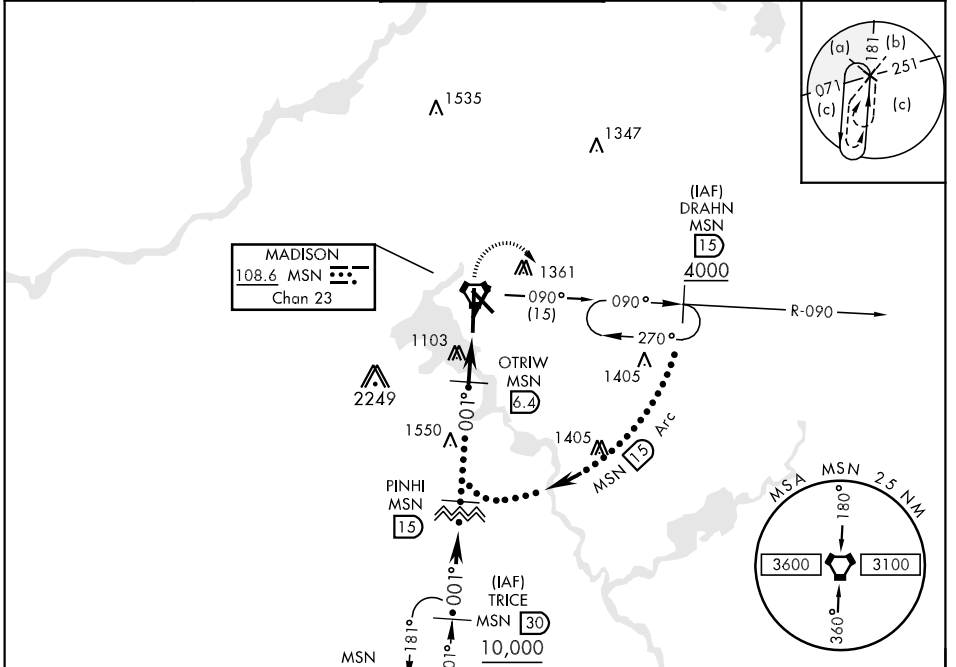 1535
1347
(a)
181
(b)
071
251
(c)
(c)
(IAF)
DRAHN
MSN
15
4000
MADISON
108.6 MSN
Chan 23
1361
090°
(15)
090°
R-090
270°
1103
OTRIW
MSN
6.4
1405
2249
001°
1550
1405
MSN 15 Arc
PINHI
MSN
15
MSA MSN 25 NM
180°
3600
3100
360°
001°
(IAF)
TRICE
MSN 30
10,000
181°
MSN